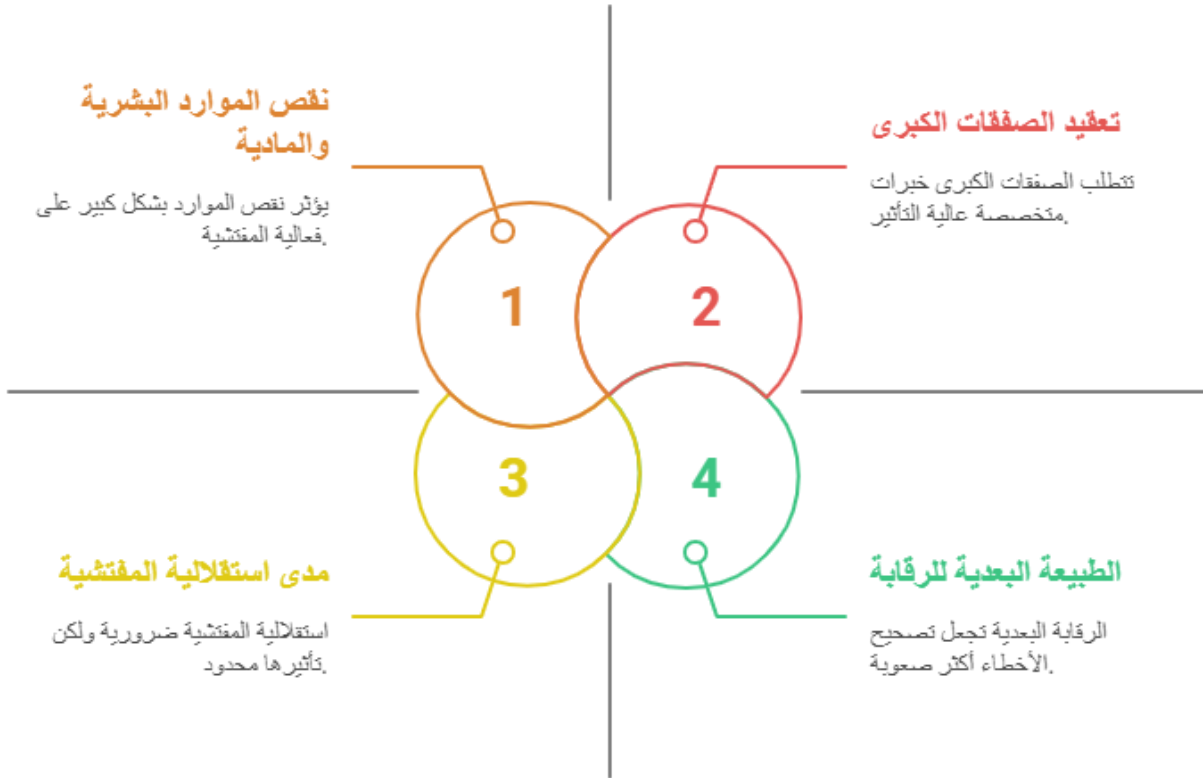 نقص الموارد البشرية
والمادية
يؤثر نقص الموارد بشكل كبير على
فعالية المفتشية.
1
تعقيد الصفقات الكبرى
تتطلب الصفقات الكبرى خبرات
متخصصة عالية التأثير.
2
3
مدى استقلالية المفتشية
استقلالية المفتشية ضرورية ولكن
تأثيرها محدود.
4
الطبيعة البعدية للرقابة
الرقابة البعدية تجعل تصحيح
الأخطاء أكثر صعوبة.